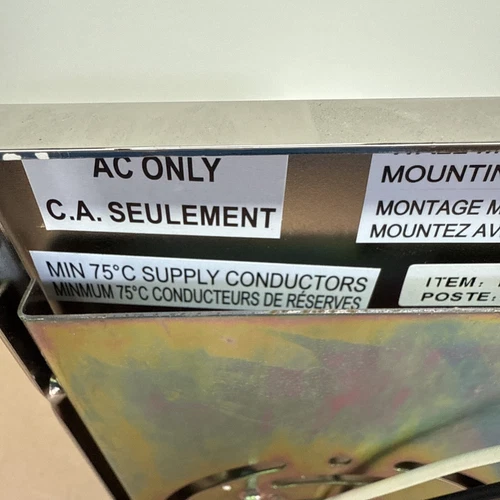 AC ONLY
C.A. SEULEMENT
MOUNTIN
MONTAGE M
MOUNTEZ AV
MIN 75°C SUPPLY CONDUCTORS
MINMUM 75°C CONDUCTEURS DE RÉSERVES
ITEM:
POSTE: